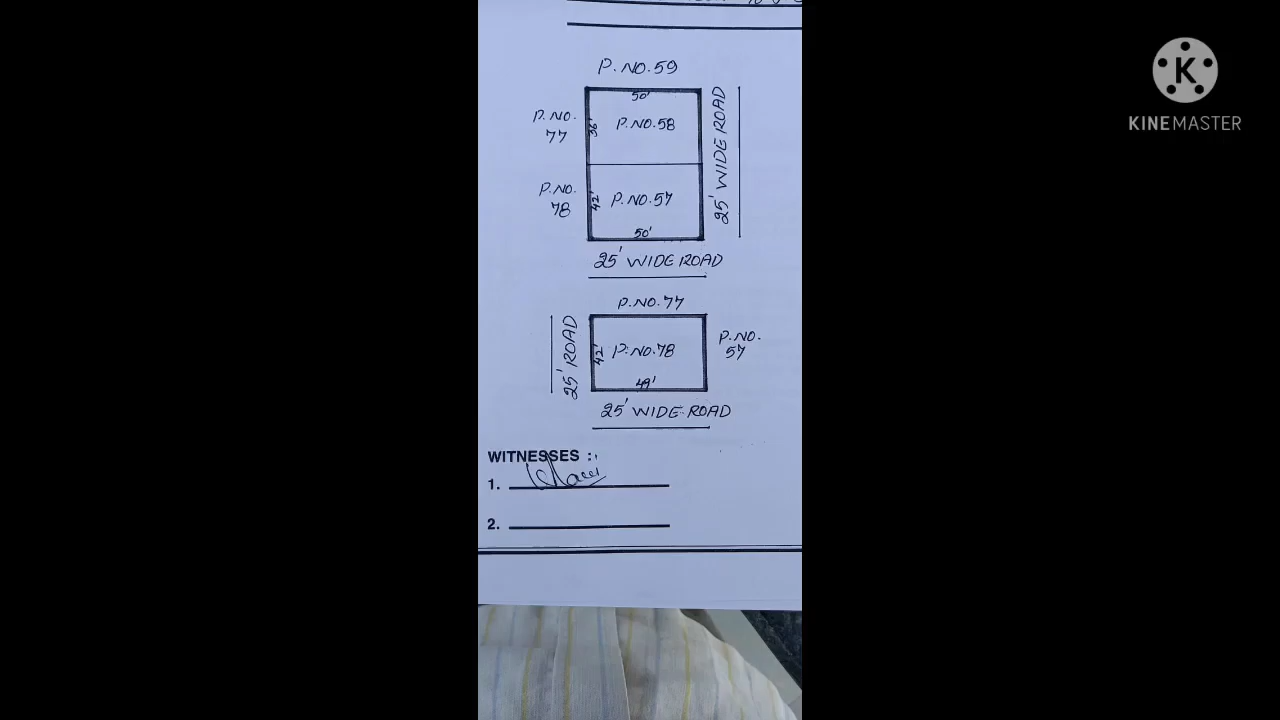 P. NO. 59
50'
P. NO.
77
36'
P. NO. 58
25' WIDE ROAD
P. NO.
78
42'
P. NO. 57
50'
25' WIDE ROAD
P. NO. 77
25' ROAD
42'
P. NO. 78
P. NO.
57
49'
25' WIDE ROAD
WITNESSES :
1.
2.
KINEMASTER
K